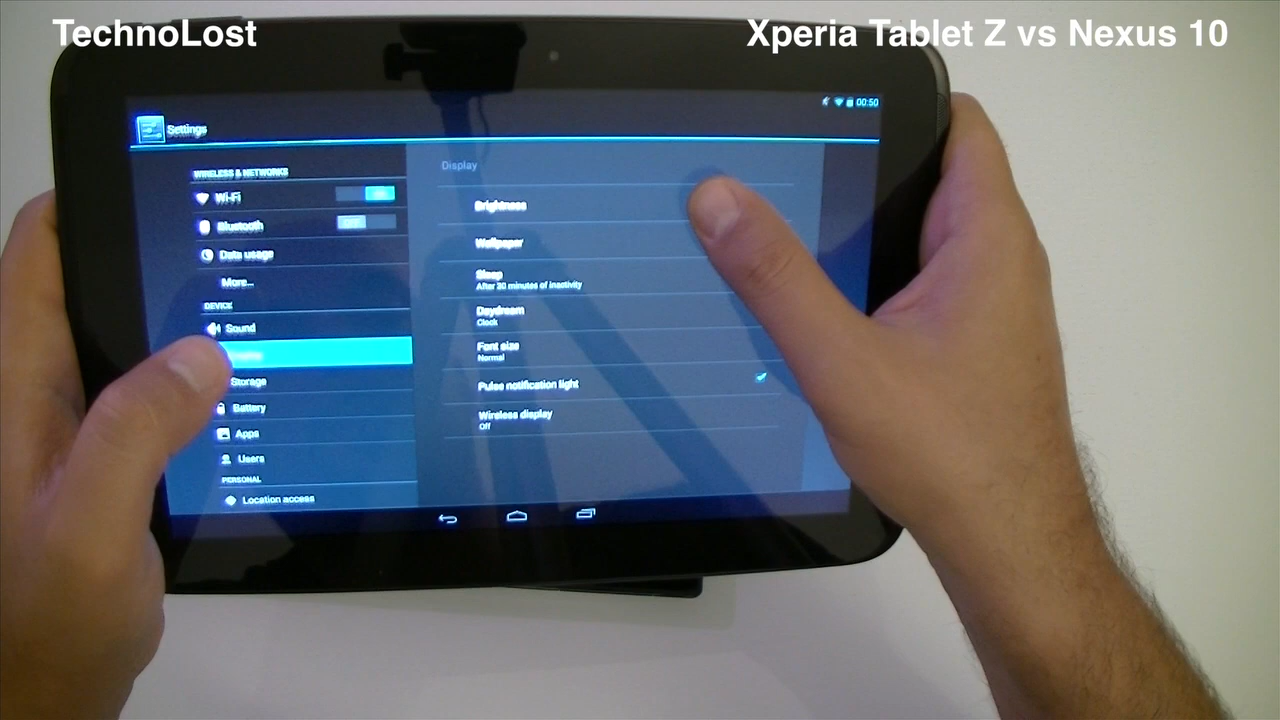 TechnoLost
Xperia Tablet Z vs Nexus 10
00:50
Settings
WIRELESS & NETWORKS
Wi-Fi
Bluetooth
Data usage
More...
DEVICE
Sound
Storage
Battery
Apps
Users
PERSONAL
Location access
Display
Brightness
Wallpaper
Sleep
After 30 minutes of inactivity
Daydream
Clock
Font size
Normal
Pulse notification light
Wireless display
Off